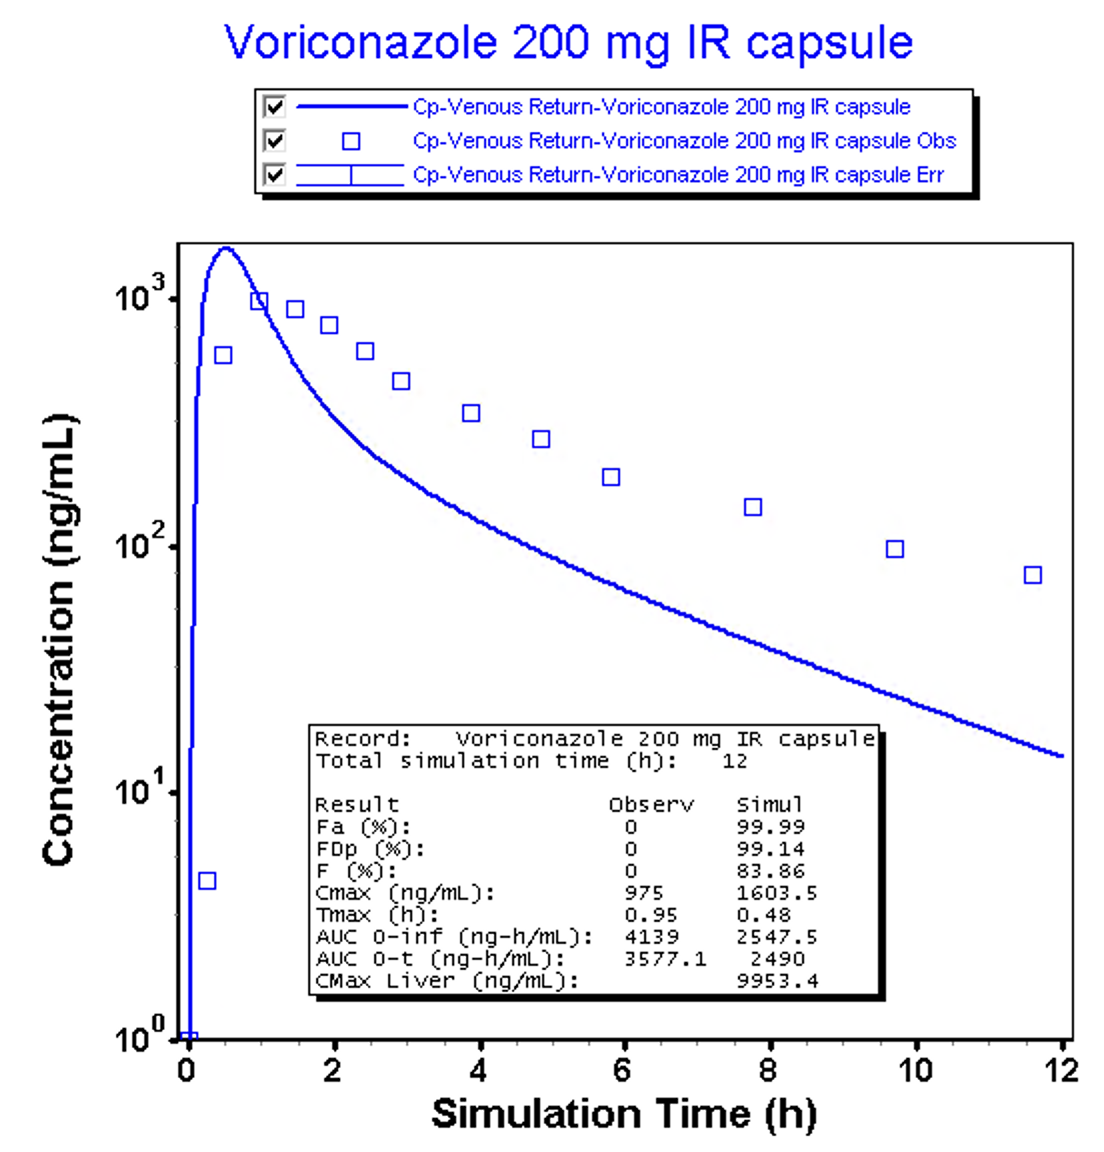 Voriconazole 200 mg IR capsule
Cp-Venous Return-Voriconazole 200 mg IR capsule
Cp-Venous Return-Voriconazole 200 mg IR capsule Obs
Cp-Venous Return-Voriconazole 200 mg IR capsule Err
Concentration (ng/mL)
10³
10²
10¹
10⁰
Record: Voriconazole 200 mg IR capsule
Total simulation time (h): 12
Result Observ Simul
Fa (%): 0 99.99
FDp (%): 0 99.14
F (%): 0 83.86
Cmax (ng/mL): 975 1603.5
Tmax (h): 0.95 0.48
AUC 0-inf (ng-h/mL): 4139 2547.5
AUC 0-t (ng-h/mL): 3577.1 2490
CMax Liver (ng/mL): 9953.4
0 2 4 6 8 10 12
Simulation Time (h)